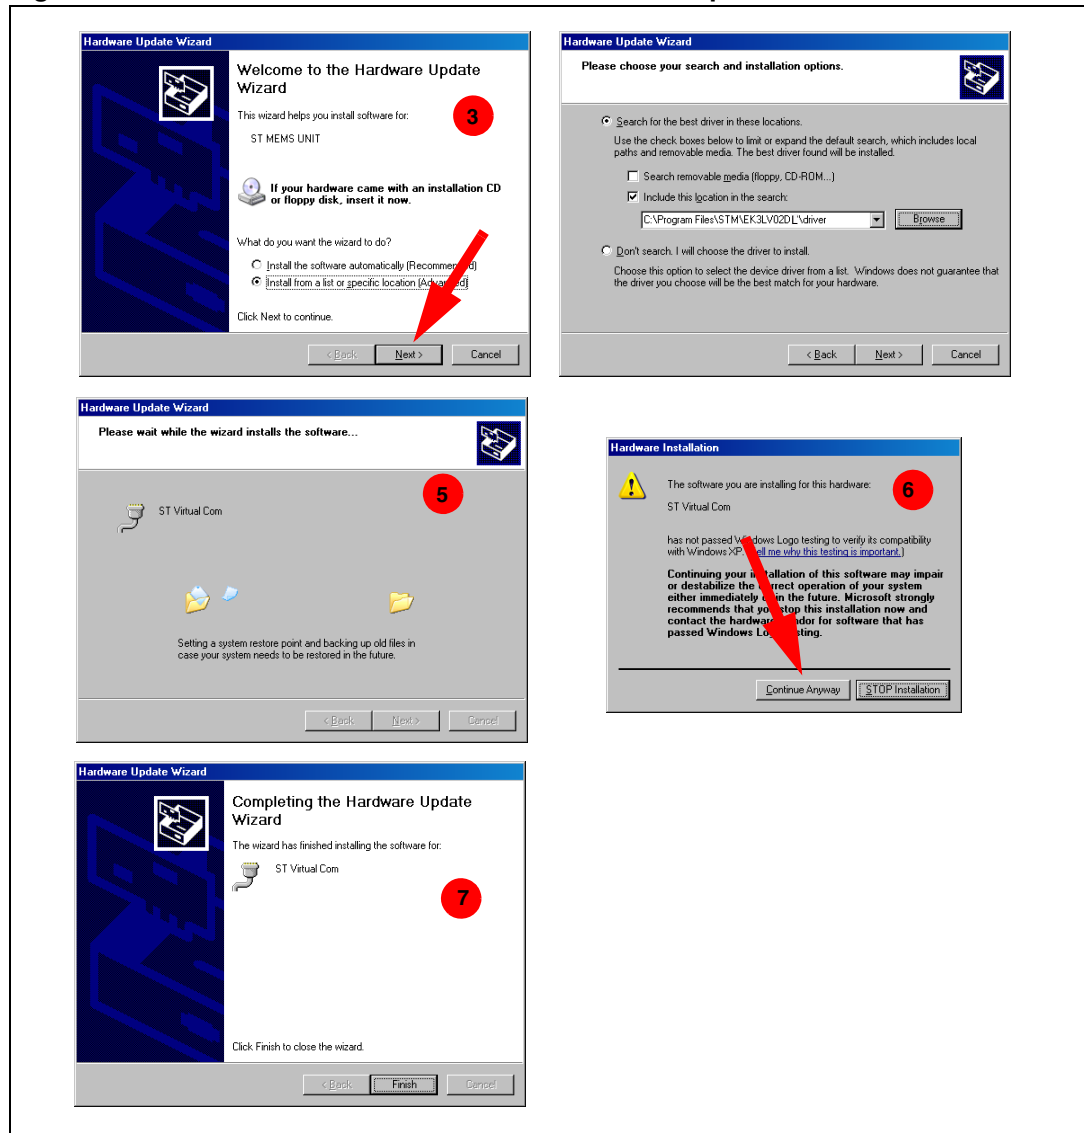 Hardware Update Wizard
Welcome to the Hardware Update
Wizard
This wizard helps you install software for:
3
ST MEMS UNIT
If your hardware came with an installation CD
or floppy disk, insert it now.
What do you want the wizard to do?
Install the software automatically (Recommended)
Install from a list or specific location (Advanced)
Click Next to continue.
< Back Next > Cancel
Hardware Update Wizard
Please choose your search and installation options.
Search for the best driver in these locations.
Use the check boxes below to limit or expand the default search, which includes local
paths and removable media. The best driver found will be installed.
Search removable media (floppy, CD-ROM...)
Include this location in the search:
C:\Program Files\STM\EK3LV02DL"\driver
Browse
Don't search. I will choose the driver to install.
Choose this option to select the device driver from a list. Windows does not guarantee that
the driver you choose will be the best match for your hardware.
< Back Next > Cancel
Hardware Update Wizard
Please wait while the wizard installs the software...
5
ST Virtual Com
Setting a system restore point and backing up old files in
case your system needs to be restored in the future.
< Back Next > Cancel
Hardware Installation
The software you are installing for this hardware:
6
ST Virtual Com
has not passed Windows Logo testing to verify its compatibility
with Windows XP. (Tell me why this testing is important.)
Continuing your installation of this software may impair
or destabilize the correct operation of your system
either immediately or in the future. Microsoft strongly
recommends that you stop this installation now and
contact the hardware vendor for software that has
passed Windows Logo testing.
Continue Anyway STOP Installation
Hardware Update Wizard
Completing the Hardware Update
Wizard
The wizard has finished installing the software for:
ST Virtual Com
7
Click Finish to close the wizard.
< Back Finish Cancel